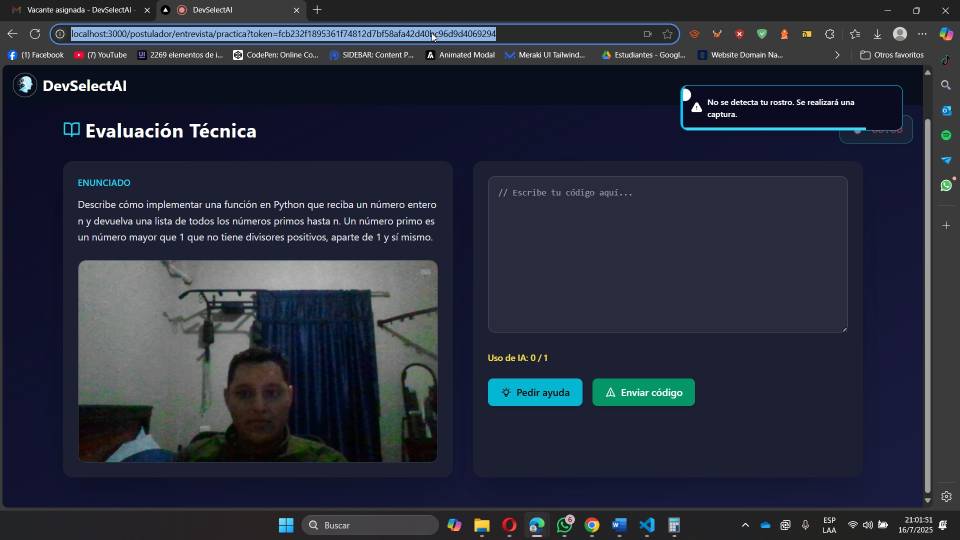 Vacante asignada - DevSelectAI -
DevSelectAI
localhost:3000/postulador/entrevista/practica?token=fcb232f1895361f74812d7bf58afa42d40bc96d9d4069294
(1) Facebook
(7) YouTube
2269 elementos de i...
CodePen: Online Co...
SIDEBAR: Content P...
Animated Modal
Meraki UI Tailwind...
Estudiantes - Googl...
Website Domain Na...
Otros favoritos
DevSelectAI
No se detecta tu rostro. Se realizará una
captura.
Evaluación Técnica
ENUNCIADO
Describe cómo implementar una función en Python que reciba un número entero
n y devuelva una lista de todos los números primos hasta n. Un número primo es
un número mayor que 1 que no tiene divisores positivos, aparte de 1 y sí mismo.
// Escribe tu código aquí...
Uso de IA: 0 / 1
Pedir ayuda
Enviar código
Buscar
6
ESP
LAA
21:01:51
16/7/2025